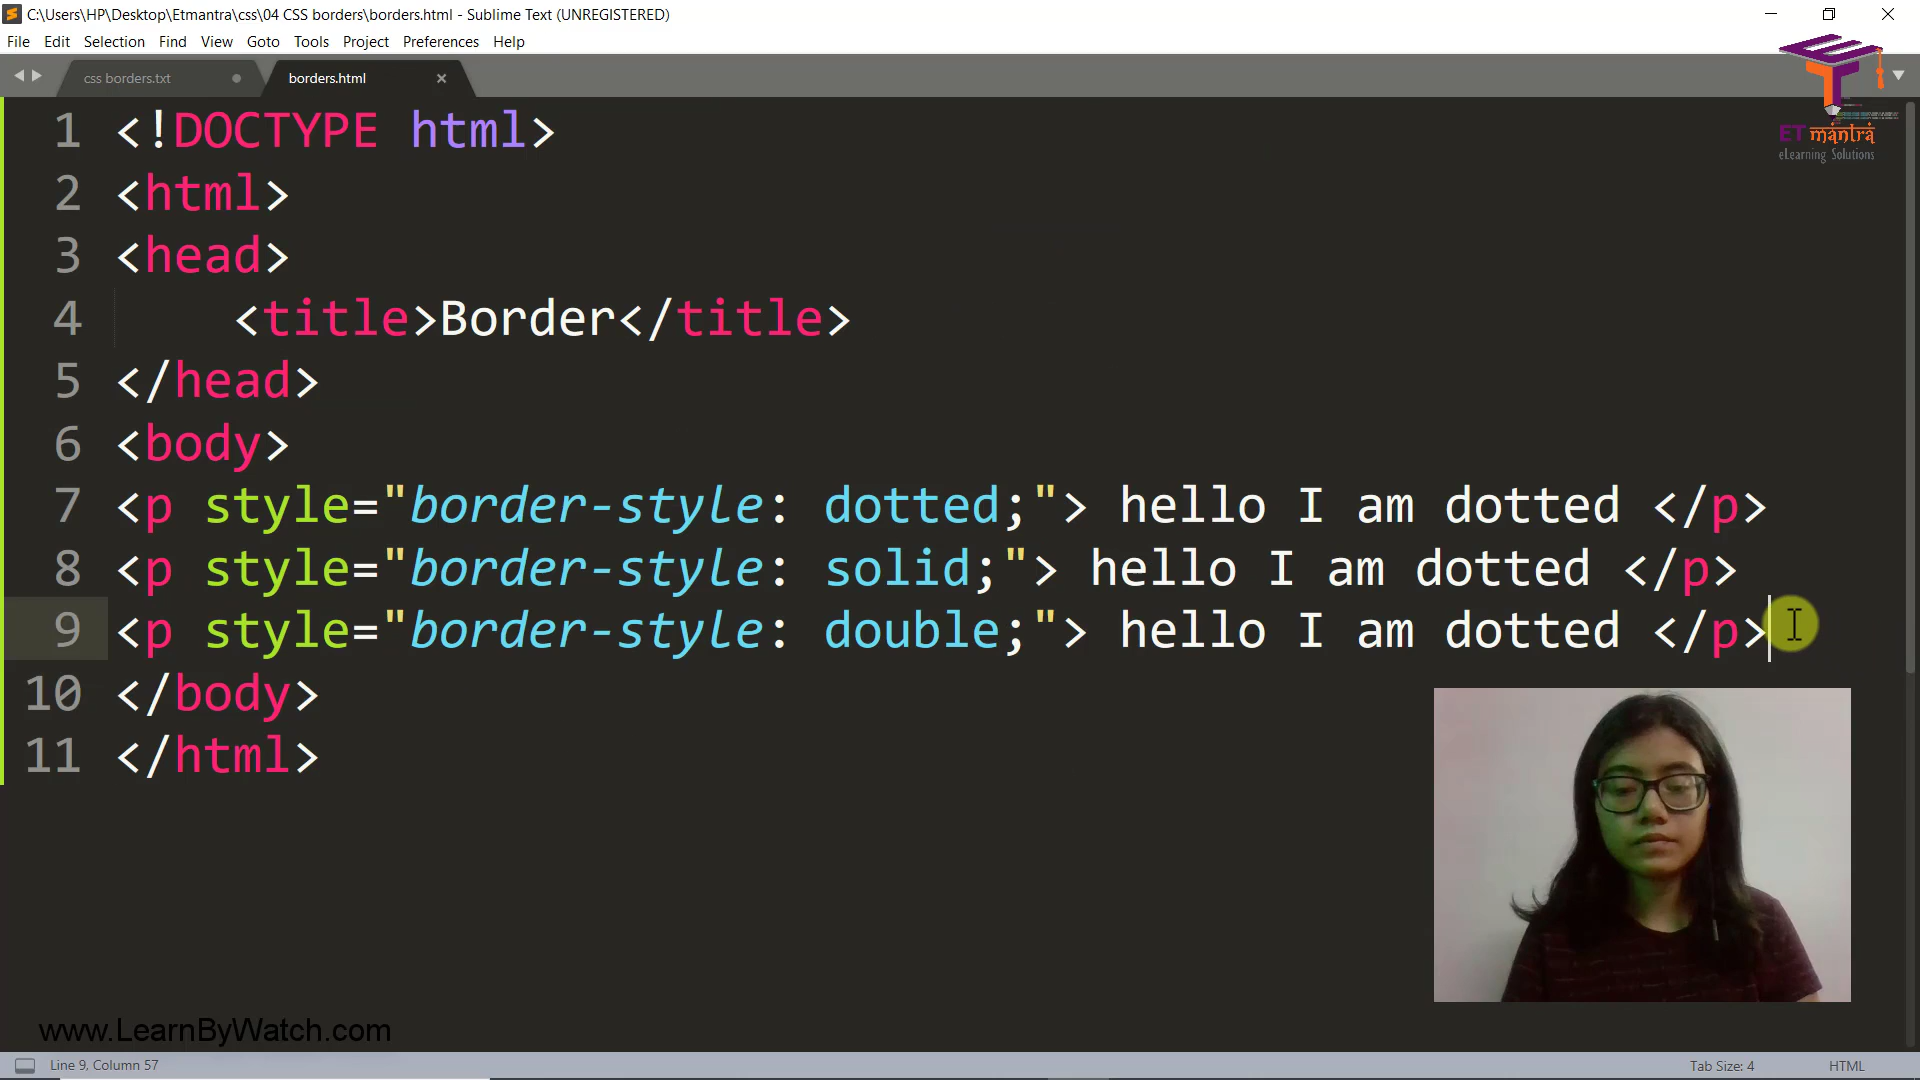 C:\Users\HP\Desktop\Etmantra\css\04 CSS borders\borders.html - Sublime Text (UNREGISTERED)
File Edit Selection Find View Goto Tools Project Preferences Help
css borders.txt borders.html
ET mantra
eLearning Solutions
1 <!DOCTYPE html>
2 <html>
3 <head>
4 <title>Border</title>
5 </head>
6 <body>
7 <p style="border-style: dotted;"> hello I am dotted </p>
8 <p style="border-style: solid;"> hello I am dotted </p>
9 <p style="border-style: double;"> hello I am dotted </p>
10 </body>
11 </html>
www.LearnByWatch.com
Line 9, Column 57 Tab Size: 4 HTML